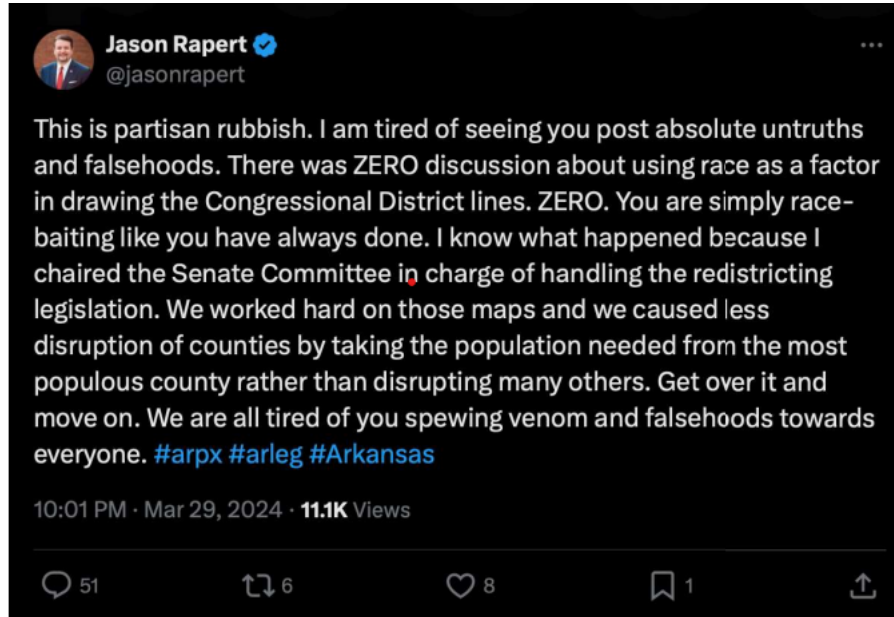 Jason Rapert
@jasonrapert
This is partisan rubbish. I am tired of seeing you post absolute untruths
and falsehoods. There was ZERO discussion about using race as a factor
in drawing the Congressional District lines. ZERO. You are simply race-
baiting like you have always done. I know what happened because I
chaired the Senate Committee in charge of handling the redistricting
legislation. We worked hard on those maps and we caused less
disruption of counties by taking the population needed from the most
populous county rather than disrupting many others. Get over it and
move on. We are all tired of you spewing venom and falsehoods towards
everyone. #arpx #arleg #Arkansas
10:01 PM · Mar 29, 2024 · 11.1K Views
51 6 8 1